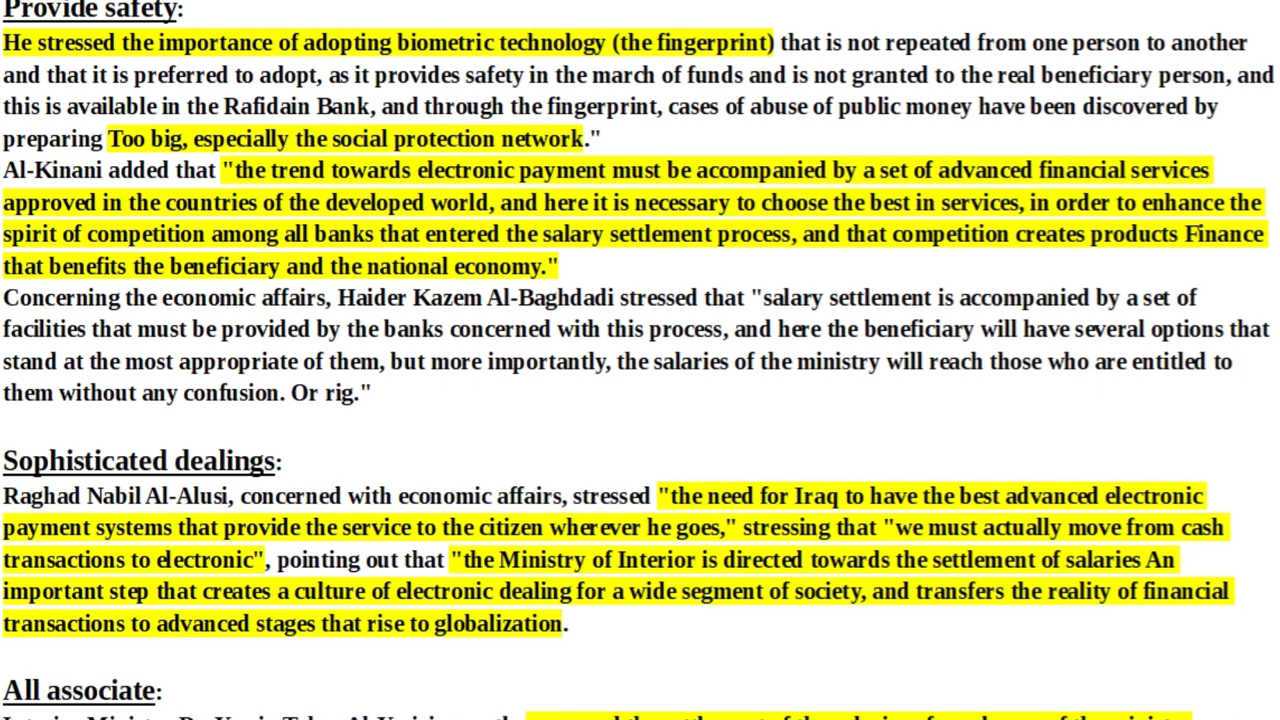 Provide safety:
He stressed the importance of adopting biometric technology (the fingerprint) that is not repeated from one person to another
and that it is preferred to adopt, as it provides safety in the march of funds and is not granted to the real beneficiary person, and
this is available in the Rafidain Bank, and through the fingerprint, cases of abuse of public money have been discovered by
preparing Too big, especially the social protection network."
Al-Kinani added that "the trend towards electronic payment must be accompanied by a set of advanced financial services
approved in the countries of the developed world, and here it is necessary to choose the best in services, in order to enhance the
spirit of competition among all banks that entered the salary settlement process, and that competition creates products Finance
that benefits the beneficiary and the national economy."
Concerning the economic affairs, Haider Kazem Al-Baghdadi stressed that "salary settlement is accompanied by a set of
facilities that must be provided by the banks concerned with this process, and here the beneficiary will have several options that
stand at the most appropriate of them, but more importantly, the salaries of the ministry will reach those who are entitled to
them without any confusion. Or rig."
Sophisticated dealings:
Raghad Nabil Al-Alusi, concerned with economic affairs, stressed "the need for Iraq to have the best advanced electronic
payment systems that provide the service to the citizen wherever he goes," stressing that "we must actually move from cash
transactions to electronic", pointing out that "the Ministry of Interior is directed towards the settlement of salaries An
important step that creates a culture of electronic dealing for a wide segment of society, and transfers the reality of financial
transactions to advanced stages that rise to globalization.
All associate: